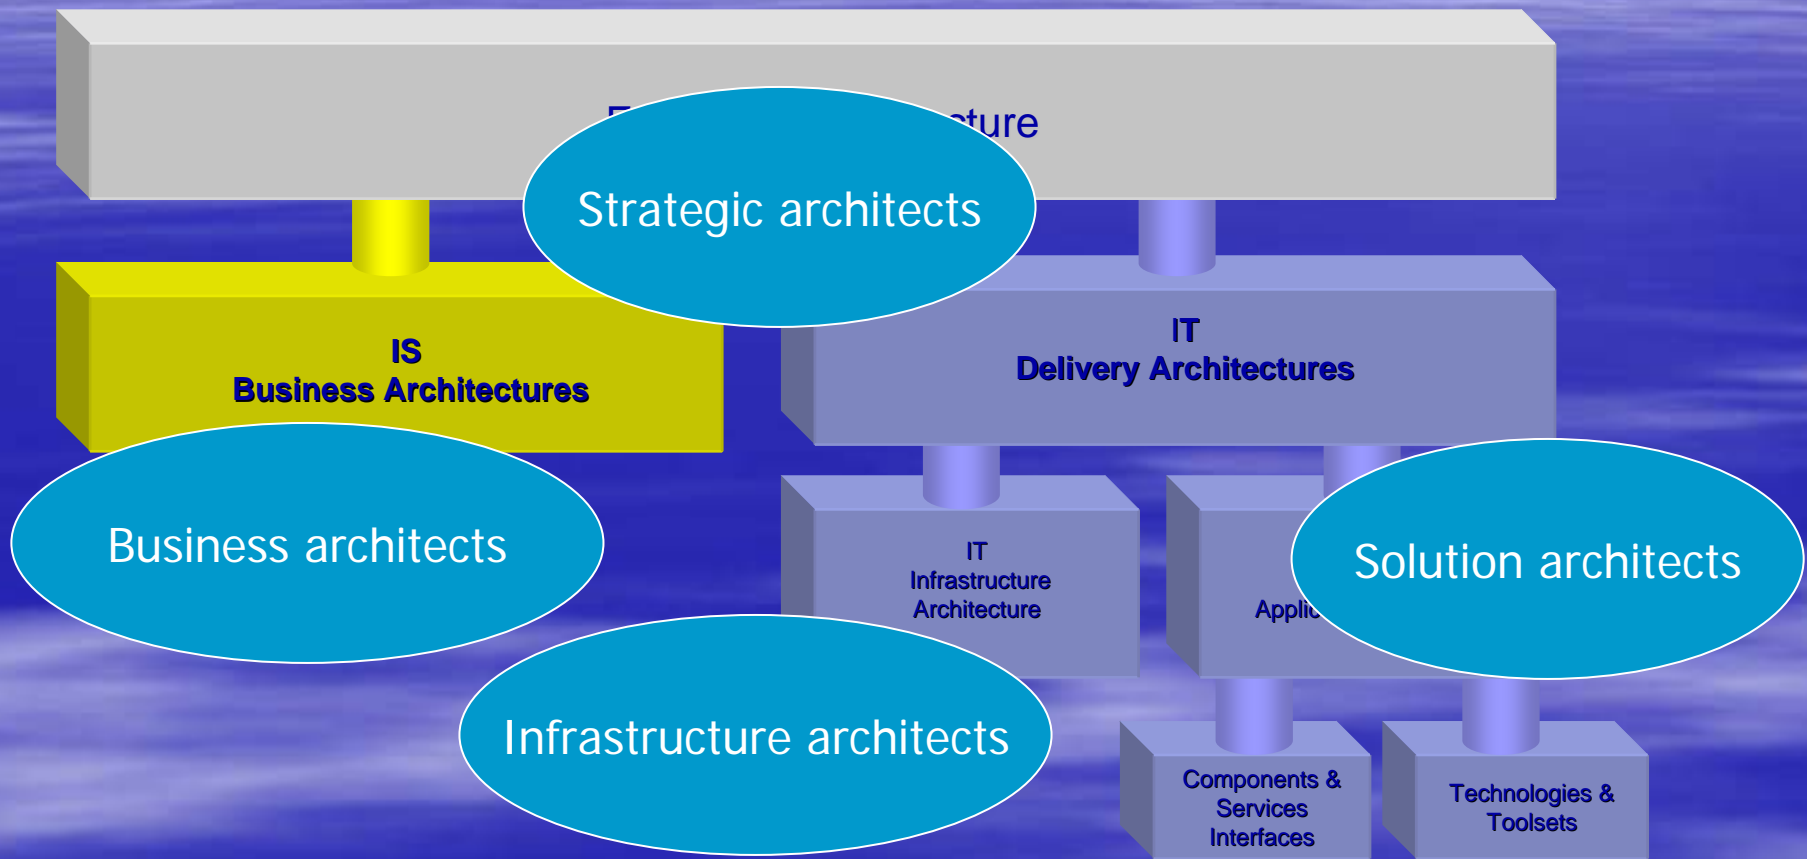 Strategic architects
IS
Business Architectures
IT
Delivery Architectures
Business architects
IT
Infrastructure
Architecture
Solution architects
Infrastructure architects
Components &
Services
Interfaces
Technologies &
Toolsets